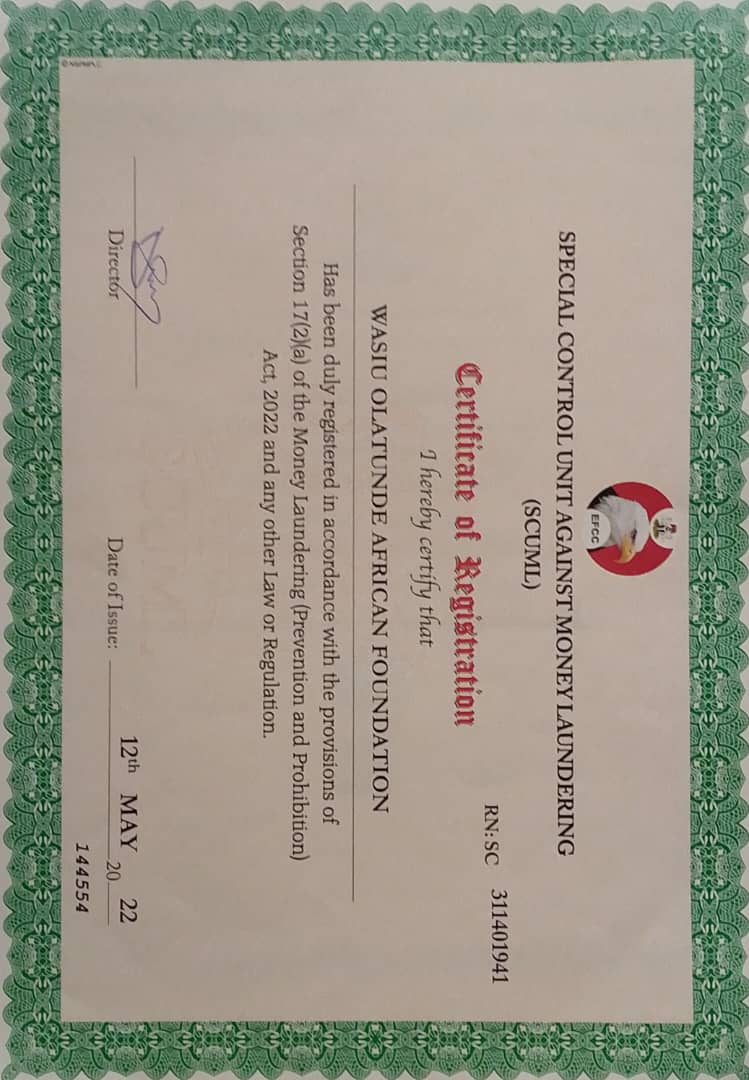 EFCC
SPECIAL CONTROL UNIT AGAINST MONEY LAUNDERING
(SCUML)
RN:SC 311401941
Certificate of Registration
I hereby certify that
WASIU OLATUNDE AFRICAN FOUNDATION
Has been duly registered in accordance with the provisions of
Section 17(2)(a) of the Money Laundering (Prevention and Prohibition)
Act, 2022 and any other Law or Regulation.
Director
Date of Issue: 12th MAY 20 22
144554